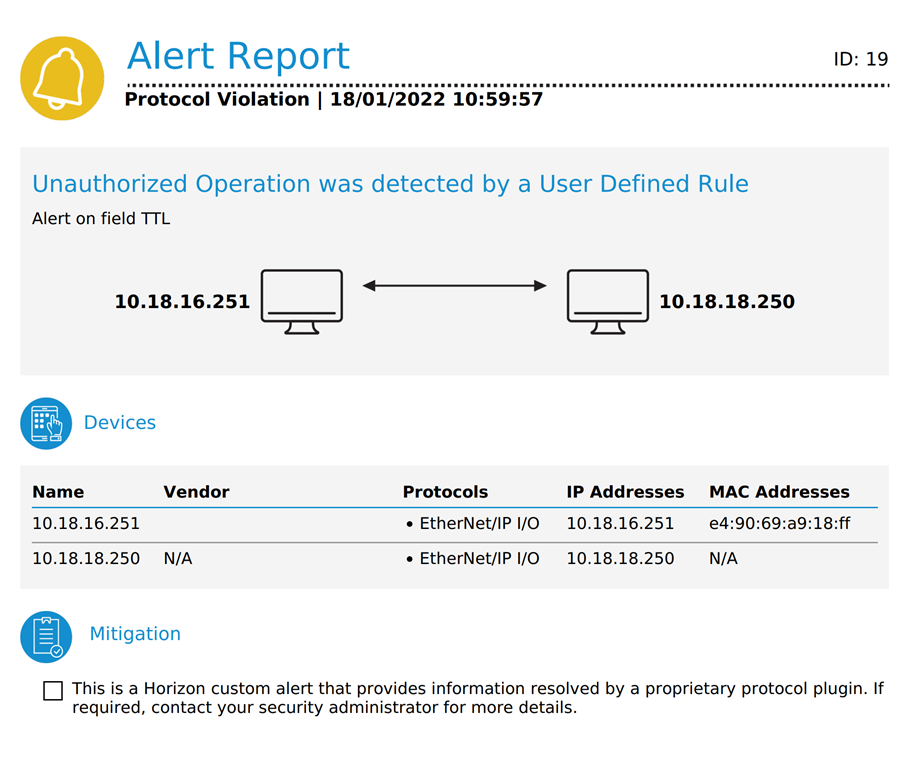 Alert Report
ID: 19
Protocol Violation | 18/01/2022 10:59:57
Unauthorized Operation was detected by a User Defined Rule
Alert on field TTL
10.18.16.251 10.18.18.250
Devices
Name Vendor Protocols IP Addresses MAC Addresses
10.18.16.251 • EtherNet/IP I/O 10.18.16.251 e4:90:69:a9:18:ff
10.18.18.250 N/A • EtherNet/IP I/O 10.18.18.250 N/A
Mitigation
This is a Horizon custom alert that provides information resolved by a proprietary protocol plugin. If
required, contact your security administrator for more details.